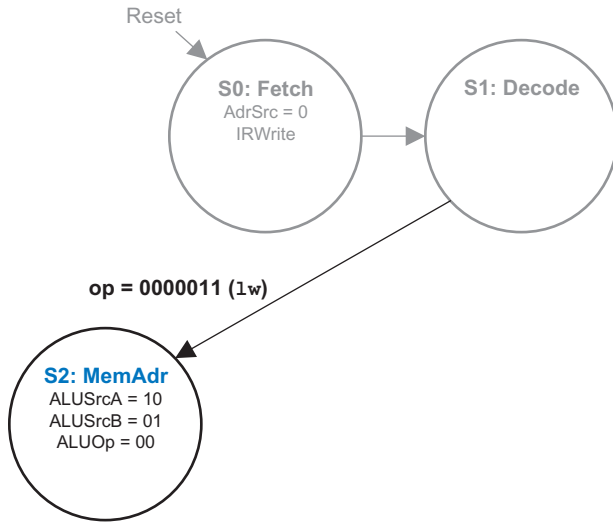 Reset
S0: Fetch
AdrSrc = 0
IRWrite
S1: Decode
op = 0000011 (lw)
S2: MemAdr
ALUSrcA = 10
ALUSrcB = 01
ALUOp = 00